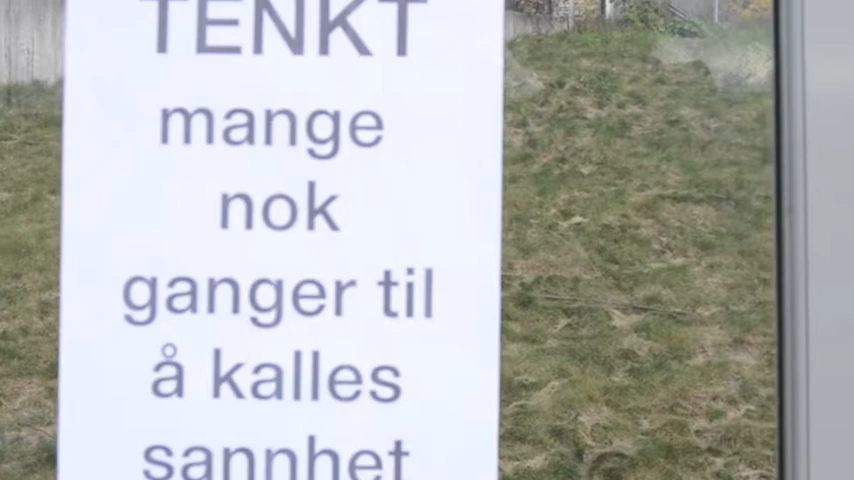 TENKT
mange
nok
ganger til
å kalles
sannhet